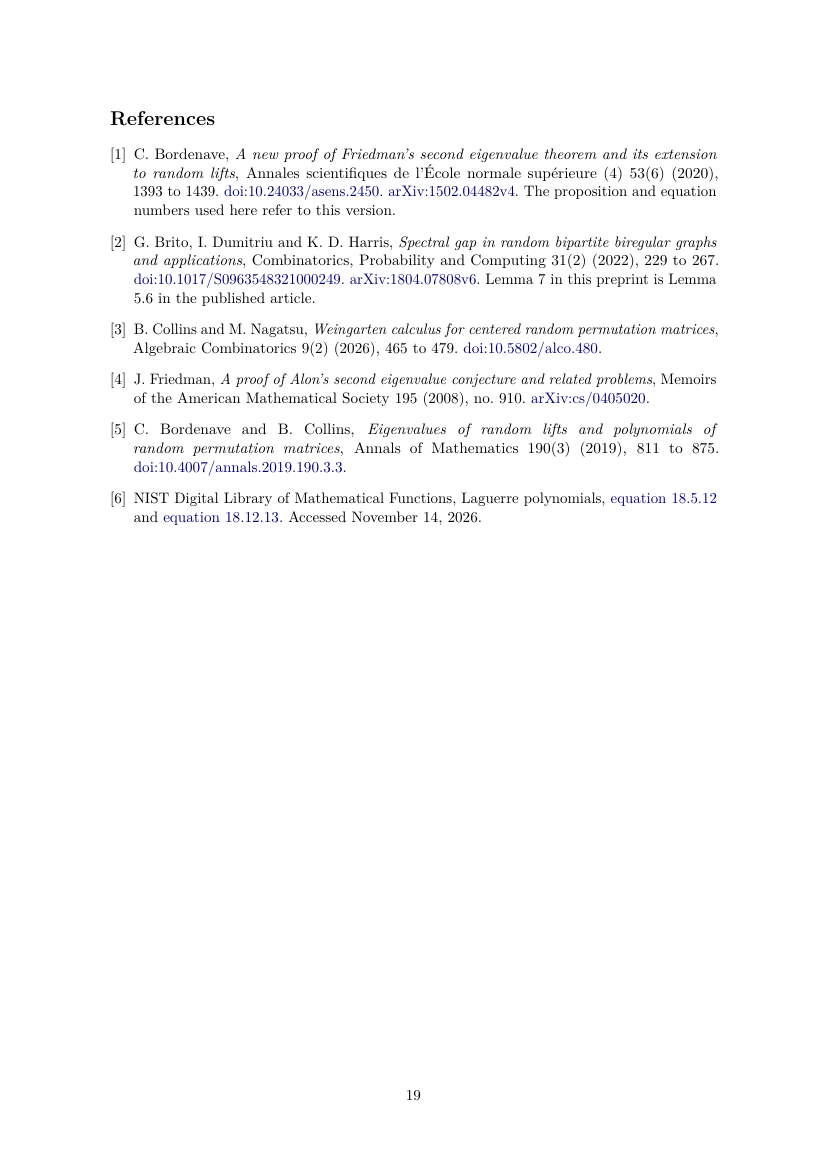 References
[1] C. Bordenave, A new proof of Friedman's second eigenvalue theorem and its extension
to random lifts, Annales scientifiques de l'École normale supérieure (4) 53(6) (2020),
1393 to 1439. doi:10.24033/asens.2450. arXiv:1502.04482v4. The proposition and equation
numbers used here refer to this version.
[2] G. Brito, I. Dumitriu and K. D. Harris, Spectral gap in random bipartite biregular graphs
and applications, Combinatorics, Probability and Computing 31(2) (2022), 229 to 267.
doi:10.1017/S0963548321000249. arXiv:1804.07808v6. Lemma 7 in this preprint is Lemma
5.6 in the published article.
[3] B. Collins and M. Nagatsu, Weingarten calculus for centered random permutation matrices,
Algebraic Combinatorics 9(2) (2026), 465 to 479. doi:10.5802/alco.480.
[4] J. Friedman, A proof of Alon's second eigenvalue conjecture and related problems, Memoirs
of the American Mathematical Society 195 (2008), no. 910. arXiv:cs/0405020.
[5] C. Bordenave and B. Collins, Eigenvalues of random lifts and polynomials of
random permutation matrices, Annals of Mathematics 190(3) (2019), 811 to 875.
doi:10.4007/annals.2019.190.3.3.
[6] NIST Digital Library of Mathematical Functions, Laguerre polynomials, equation 18.5.12
and equation 18.12.13. Accessed November 14, 2026.
19